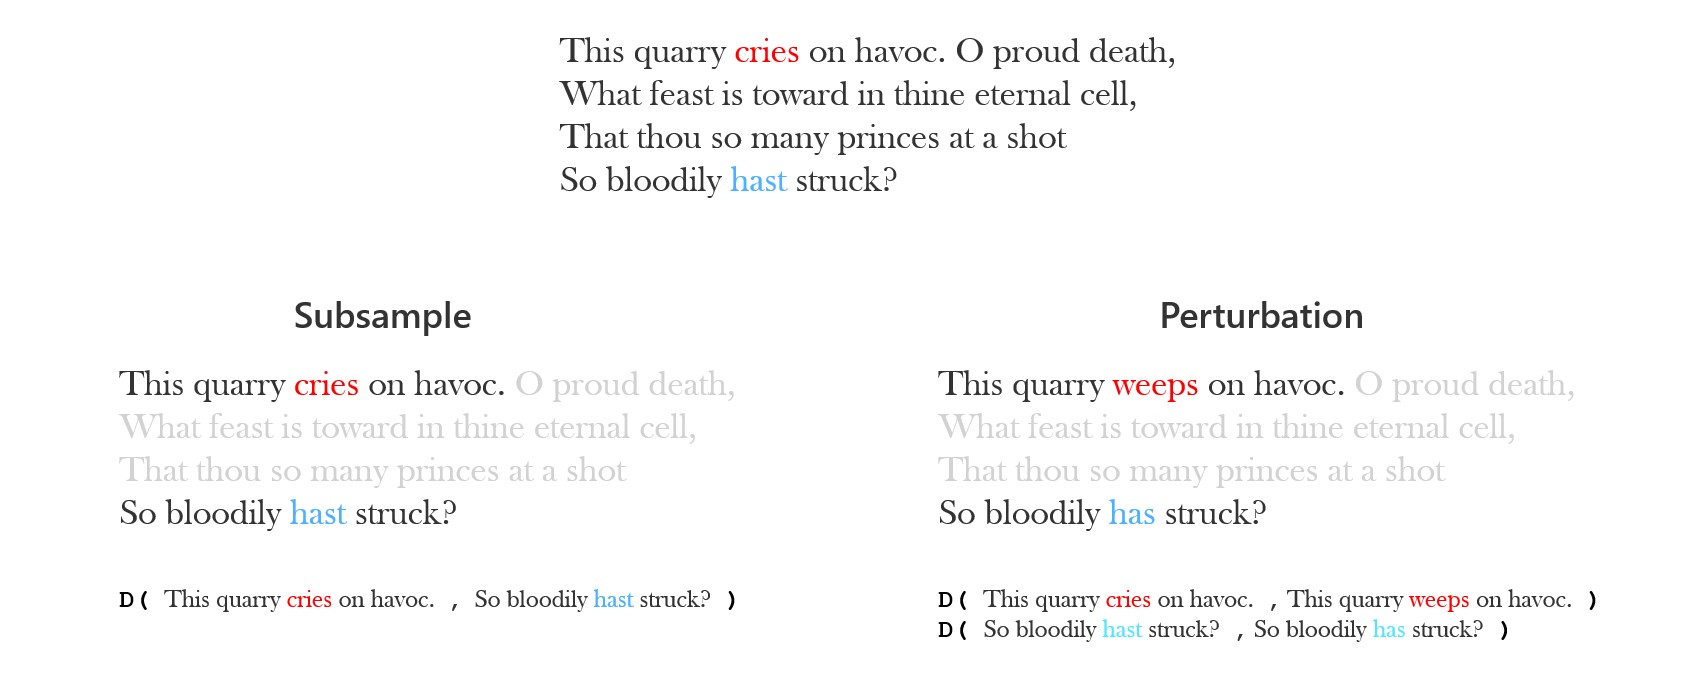 This quarry cries on havoc. O proud death,
What feast is toward in thine eternal cell,
That thou so many princes at a shot
So bloodily hast struck?
Subsample
This quarry cries on havoc. O proud death,
What feast is toward in thine eternal cell,
That thou so many princes at a shot
So bloodily hast struck?
D( This quarry cries on havoc. , So bloodily hast struck? )
Perturbation
This quarry weeps on havoc. O proud death,
What feast is toward in thine eternal cell,
That thou so many princes at a shot
So bloodily has struck?
D( This quarry cries on havoc. , This quarry weeps on havoc. )
D( So bloodily hast struck? , So bloodily has struck? )